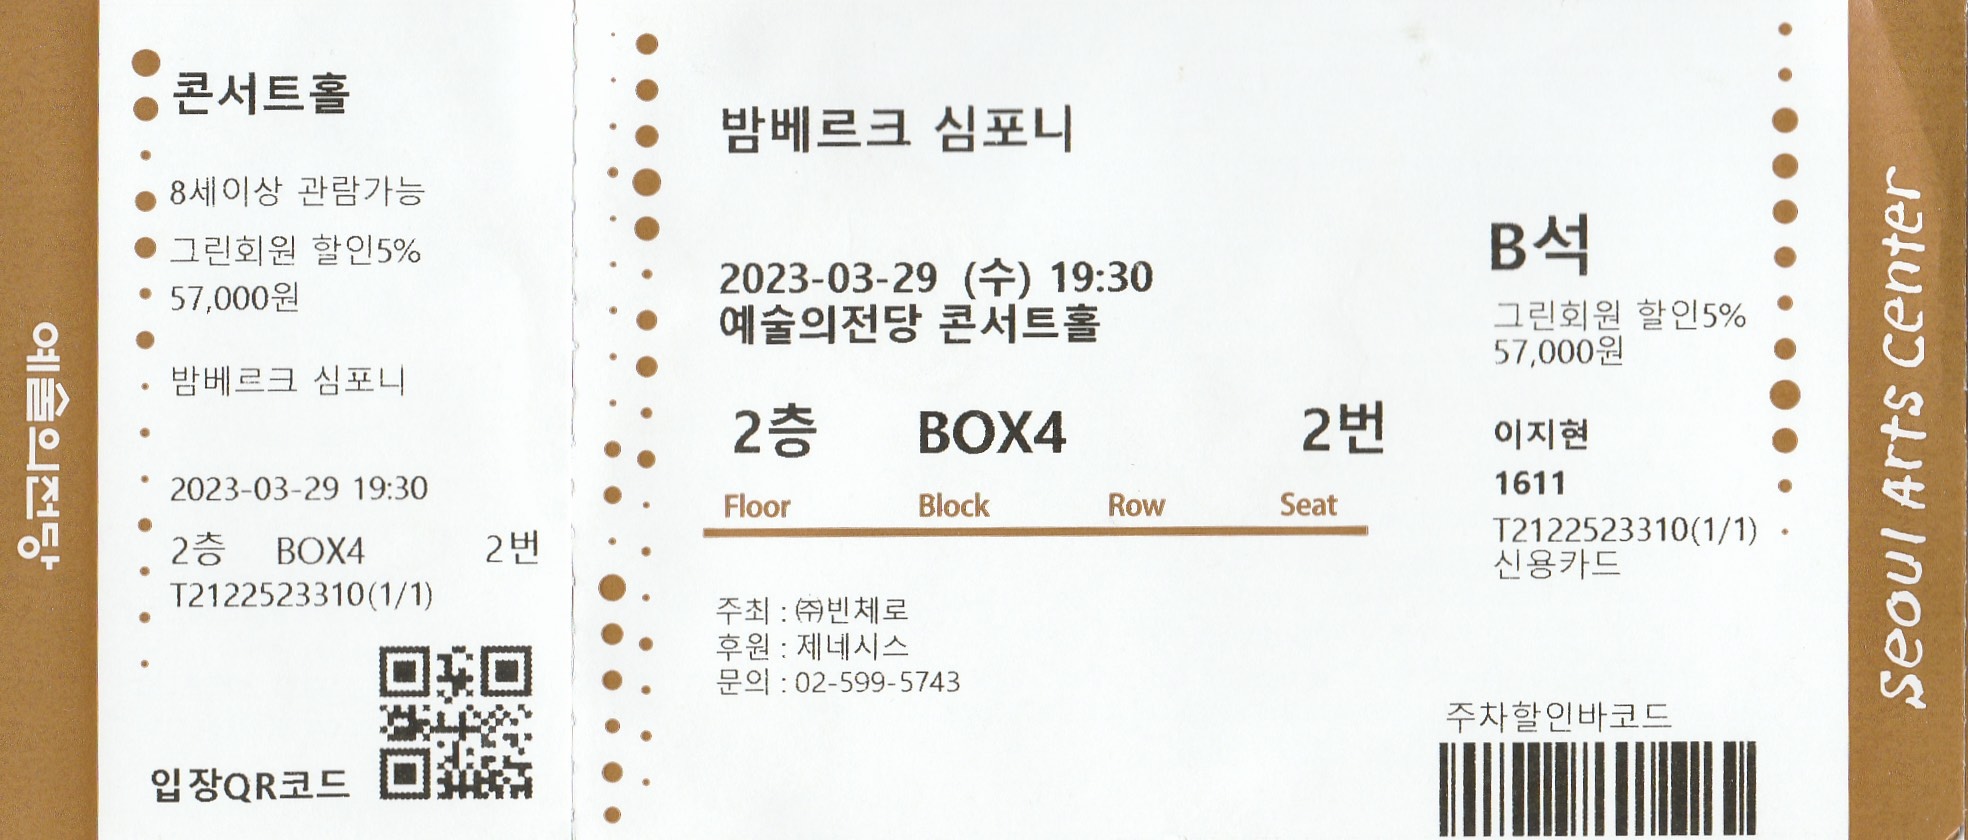 예술의전당
콘서트홀
8세이상 관람가능
그린회원 할인5%
57,000원
밤베르크 심포니
2023-03-29 19:30
2층 BOX4 2번
T2122523310(1/1)
입장QR코드
밤베르크 심포니
2023-03-29 (수) 19:30
예술의전당 콘서트홀
2층 BOX4 2번
Floor Block Row Seat
주최 : ㈜빈체로
후원 : 제네시스
문의 : 02-599-5743
B석
그린회원 할인5%
57,000원
이지현
1611
T2122523310(1/1)
신용카드
주차할인바코드
Seoul Arts Center